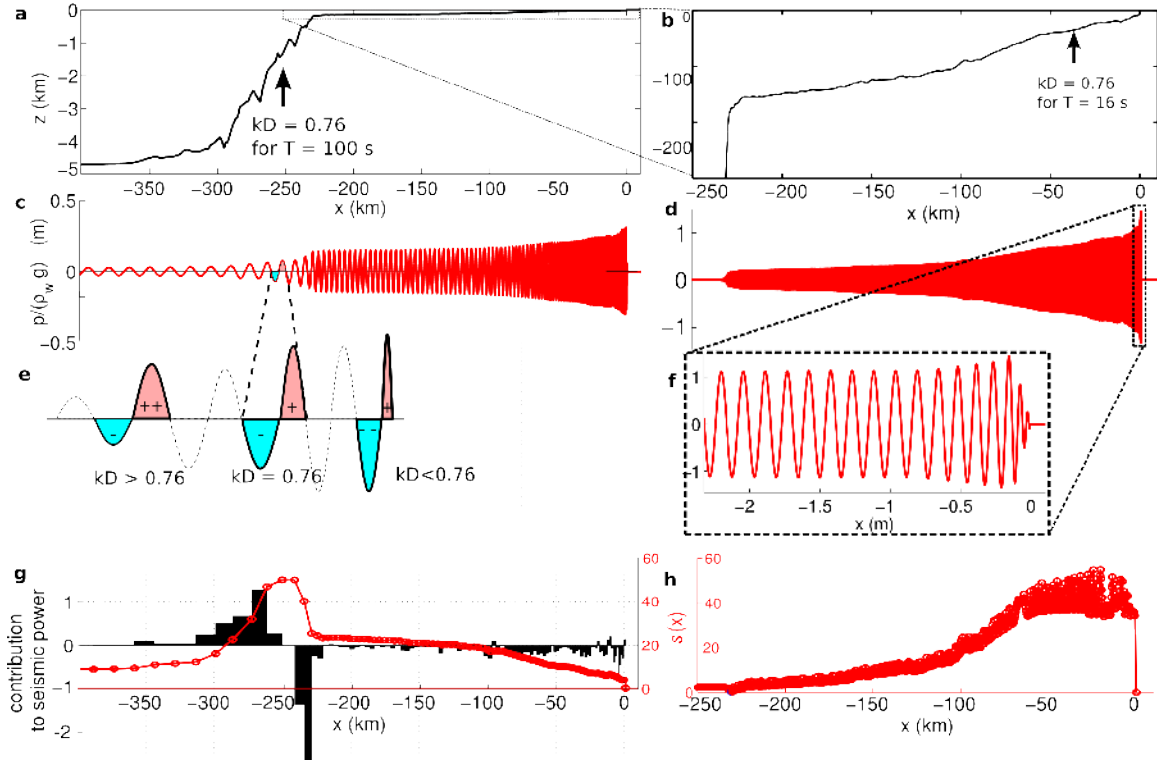 a
0
-1
-2
-3
-4
-5
z (km)
kD = 0.76
for T = 100 s
-350 -300 -250 -200 -150 -100 -50 0
x (km)
b
0
-100
-200
kD = 0.76
for T = 16 s
-250 -200 -150 -100 -50 0
x (km)
c
0.5
0
-0.5
p/(ρw g) (m)
d
1
0
-1
e
++
-
+
-
+
--
kD > 0.76
kD = 0.76
kD<0.76
f
1
0
-1
-2 -1.5 -1 -0.5 0
x (m)
g
1
0
-1
-2
contribution
to seismic power
60
40
20
0
s (x)
-350 -300 -250 -200 -150 -100 -50 0
x (km)
h
60
40
20
0
-250 -200 -150 -100 -50 0
x (km)